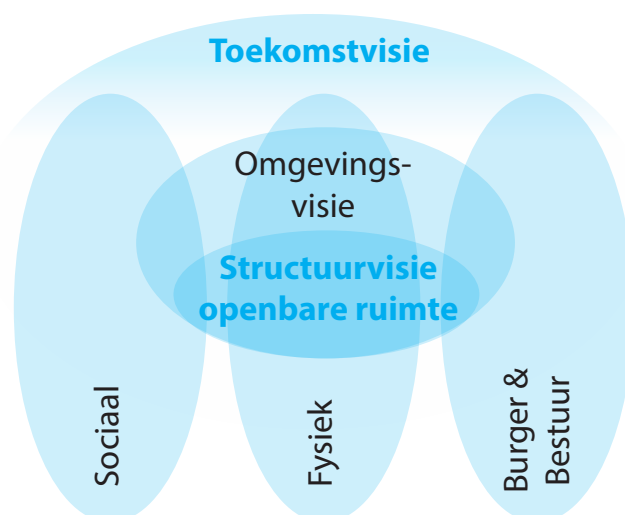 Toekomstvisie
Omgevings-
visie
Structuurvisie
openbare ruimte
Sociaal
Fysiek
Burger &
Bestuur